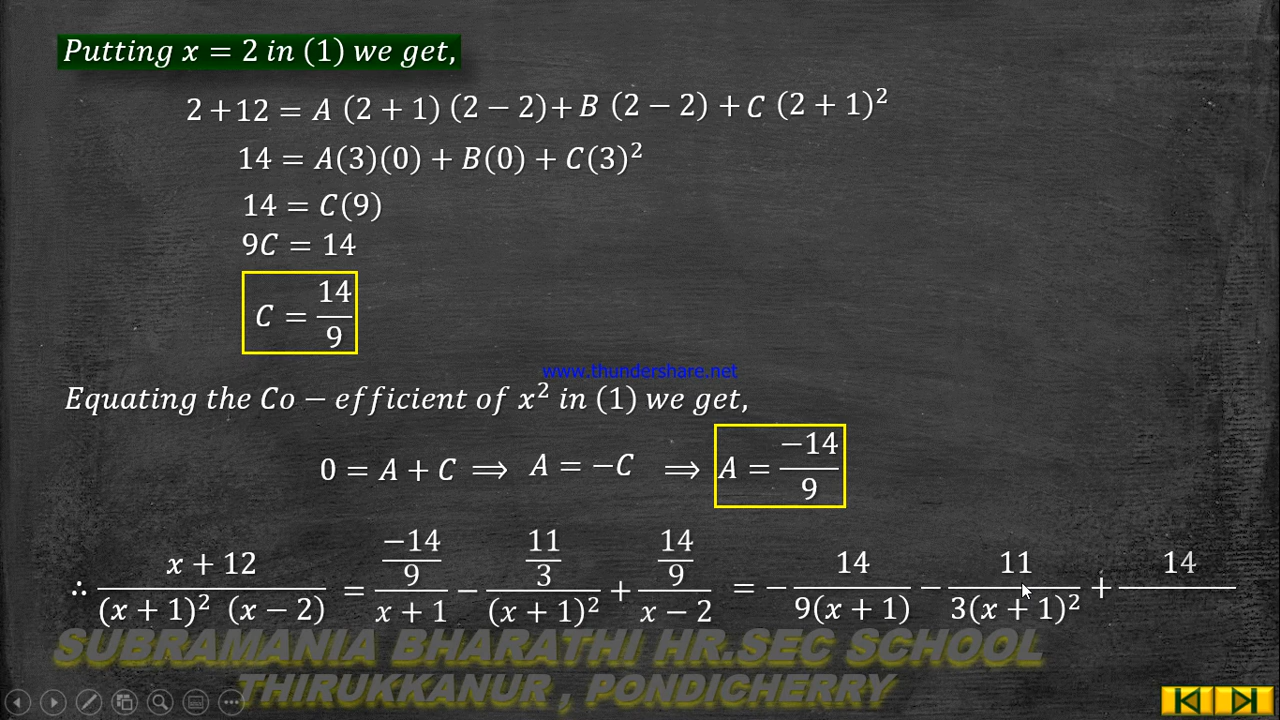 Putting x = 2 in (1) we get,
2 + 12 = A (2 + 1) (2 − 2) + B (2 − 2) + C (2 + 1)²
14 = A(3)(0) + B(0) + C(3)²
14 = C(9)
9C = 14
C = 14/9
www.thundershare.net
Equating the Co − efficient of x² in (1) we get,
0 = A + C ⟹ A = −C ⟹ A = −14/9
∴ (x + 12)/((x + 1)² (x − 2)) = (−14/9)/(x + 1) − (11/3)/(x + 1)² + (14/9)/(x − 2) = − 14/(9(x + 1)) − 11/(3(x + 1)²) + 14/
SUBRAMANIA BHARATHI HR.SEC SCHOOL
THIRUKKANUR , PONDICHERRY